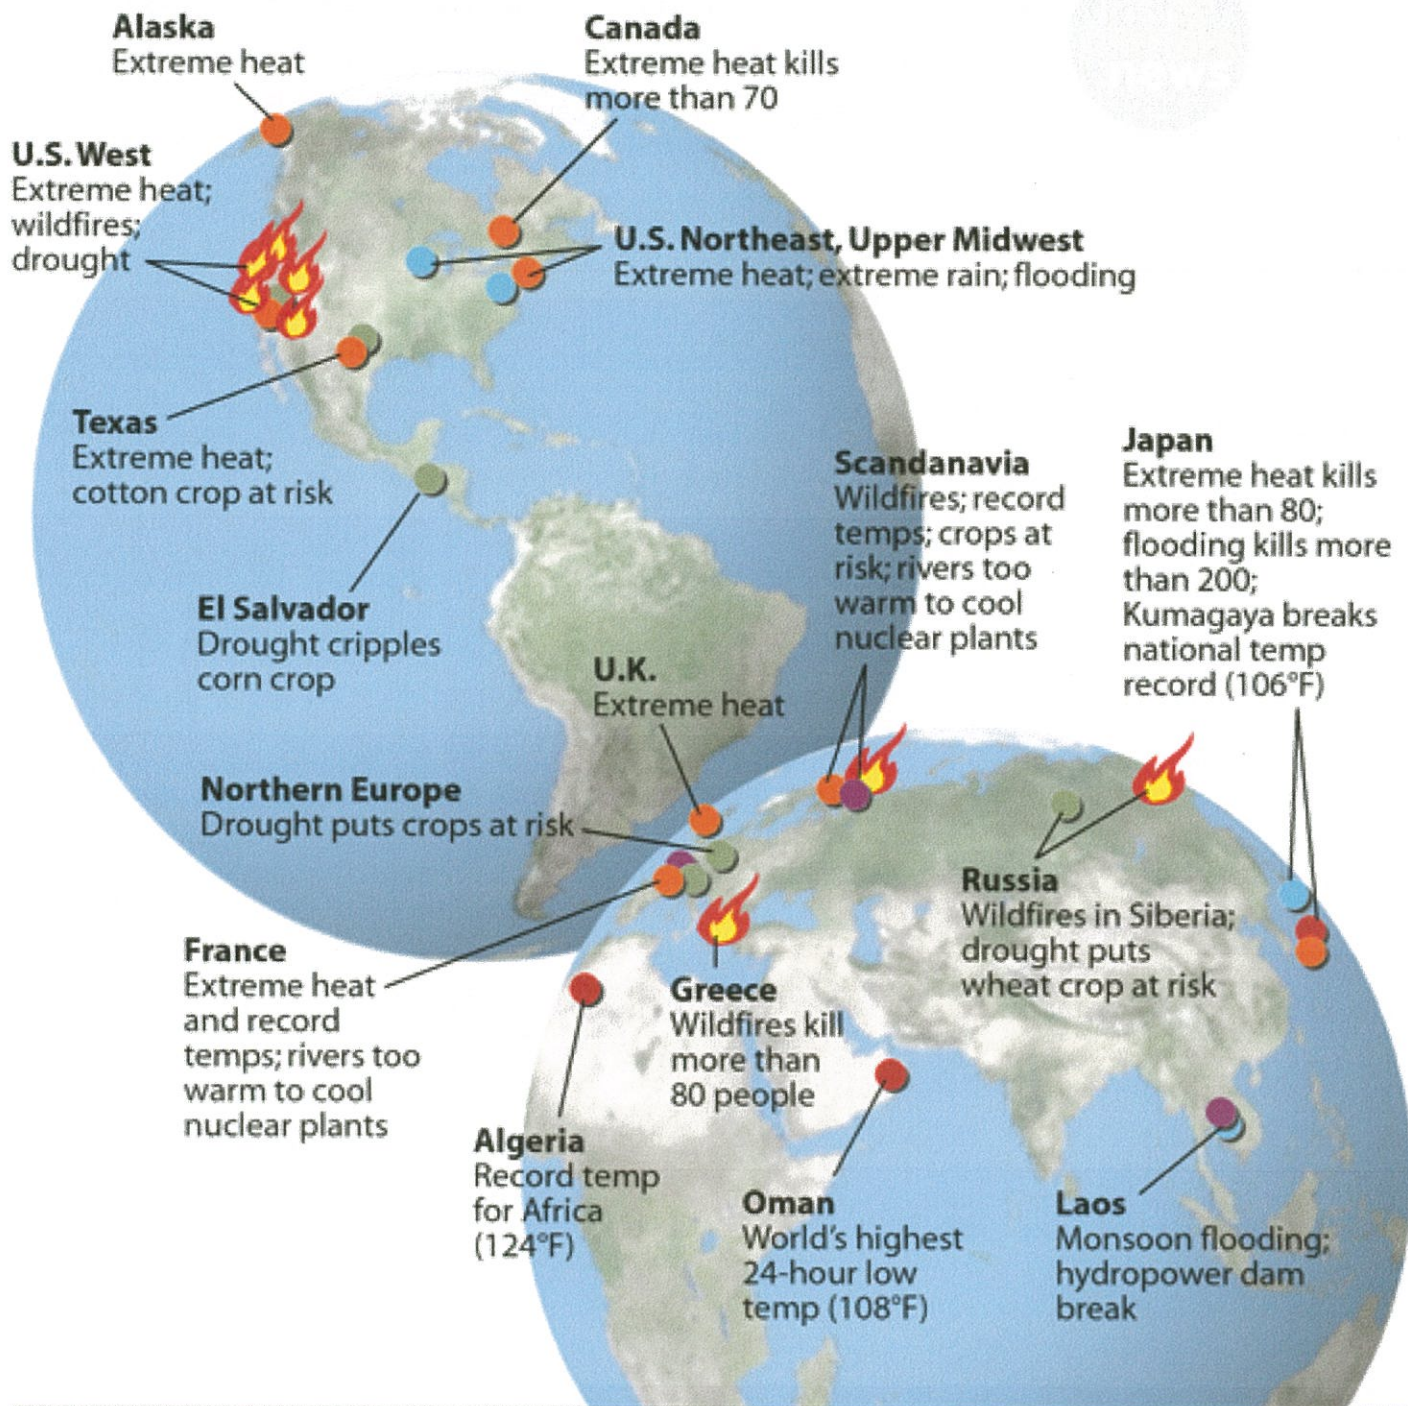 Alaska
Extreme heat
Canada
Extreme heat kills
more than 70
U.S. West
Extreme heat;
wildfires;
drought
U.S. Northeast, Upper Midwest
Extreme heat; extreme rain; flooding
Texas
Extreme heat;
cotton crop at risk
El Salvador
Drought cripples
corn crop
Scandanavia
Wildfires; record
temps; crops at
risk; rivers too
warm to cool
nuclear plants
Japan
Extreme heat kills
more than 80;
flooding kills more
than 200;
Kumagaya breaks
national temp
record (106°F)
U.K.
Extreme heat
Northern Europe
Drought puts crops at risk
Russia
Wildfires in Siberia;
drought puts
wheat crop at risk
France
Extreme heat
and record
temps; rivers too
warm to cool
nuclear plants
Greece
Wildfires kill
more than
80 people
Algeria
Record temp
for Africa
(124°F)
Oman
World's highest
24-hour low
temp (108°F)
Laos
Monsoon flooding;
hydropower dam
break